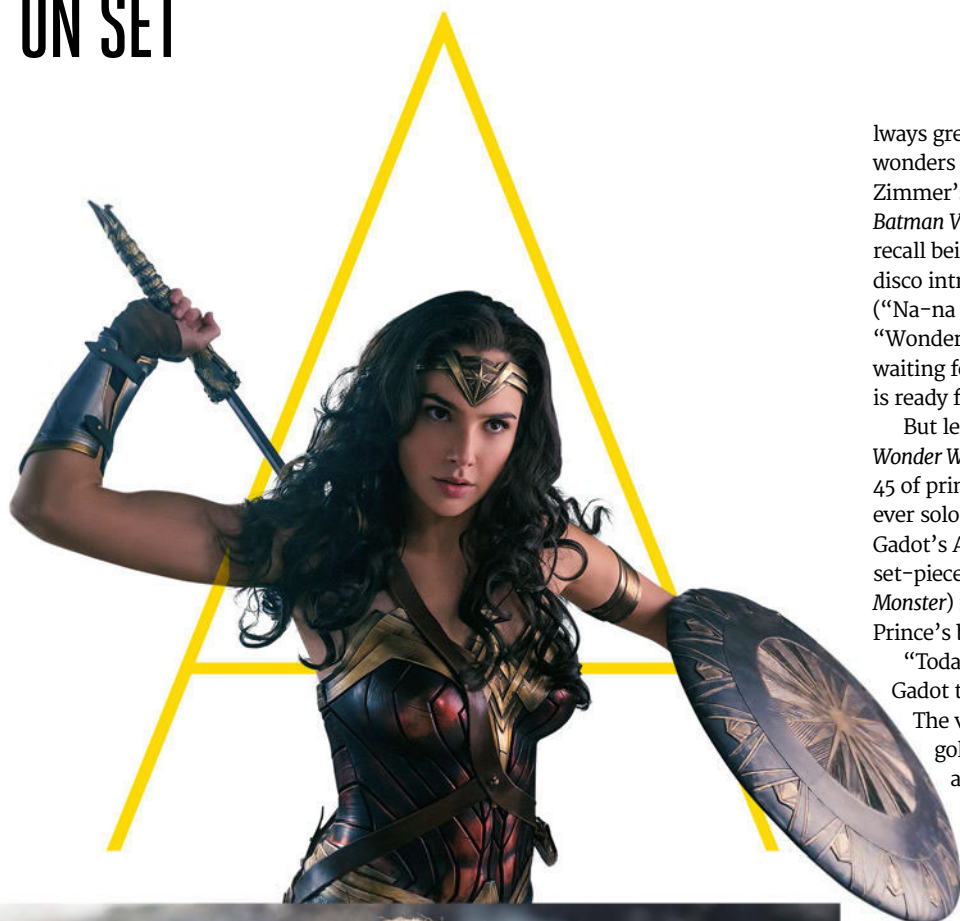 ON SET
A
lways gre
wonders
Zimmer's
Batman V
recall bei
disco intr
("Na-na
"Wonder
waiting fo
is ready f
But le
Wonder W
45 of prin
ever solo
Gadot's A
set-piece
Monster)
Prince's b
"Toda
Gadot t
The v
gol
a